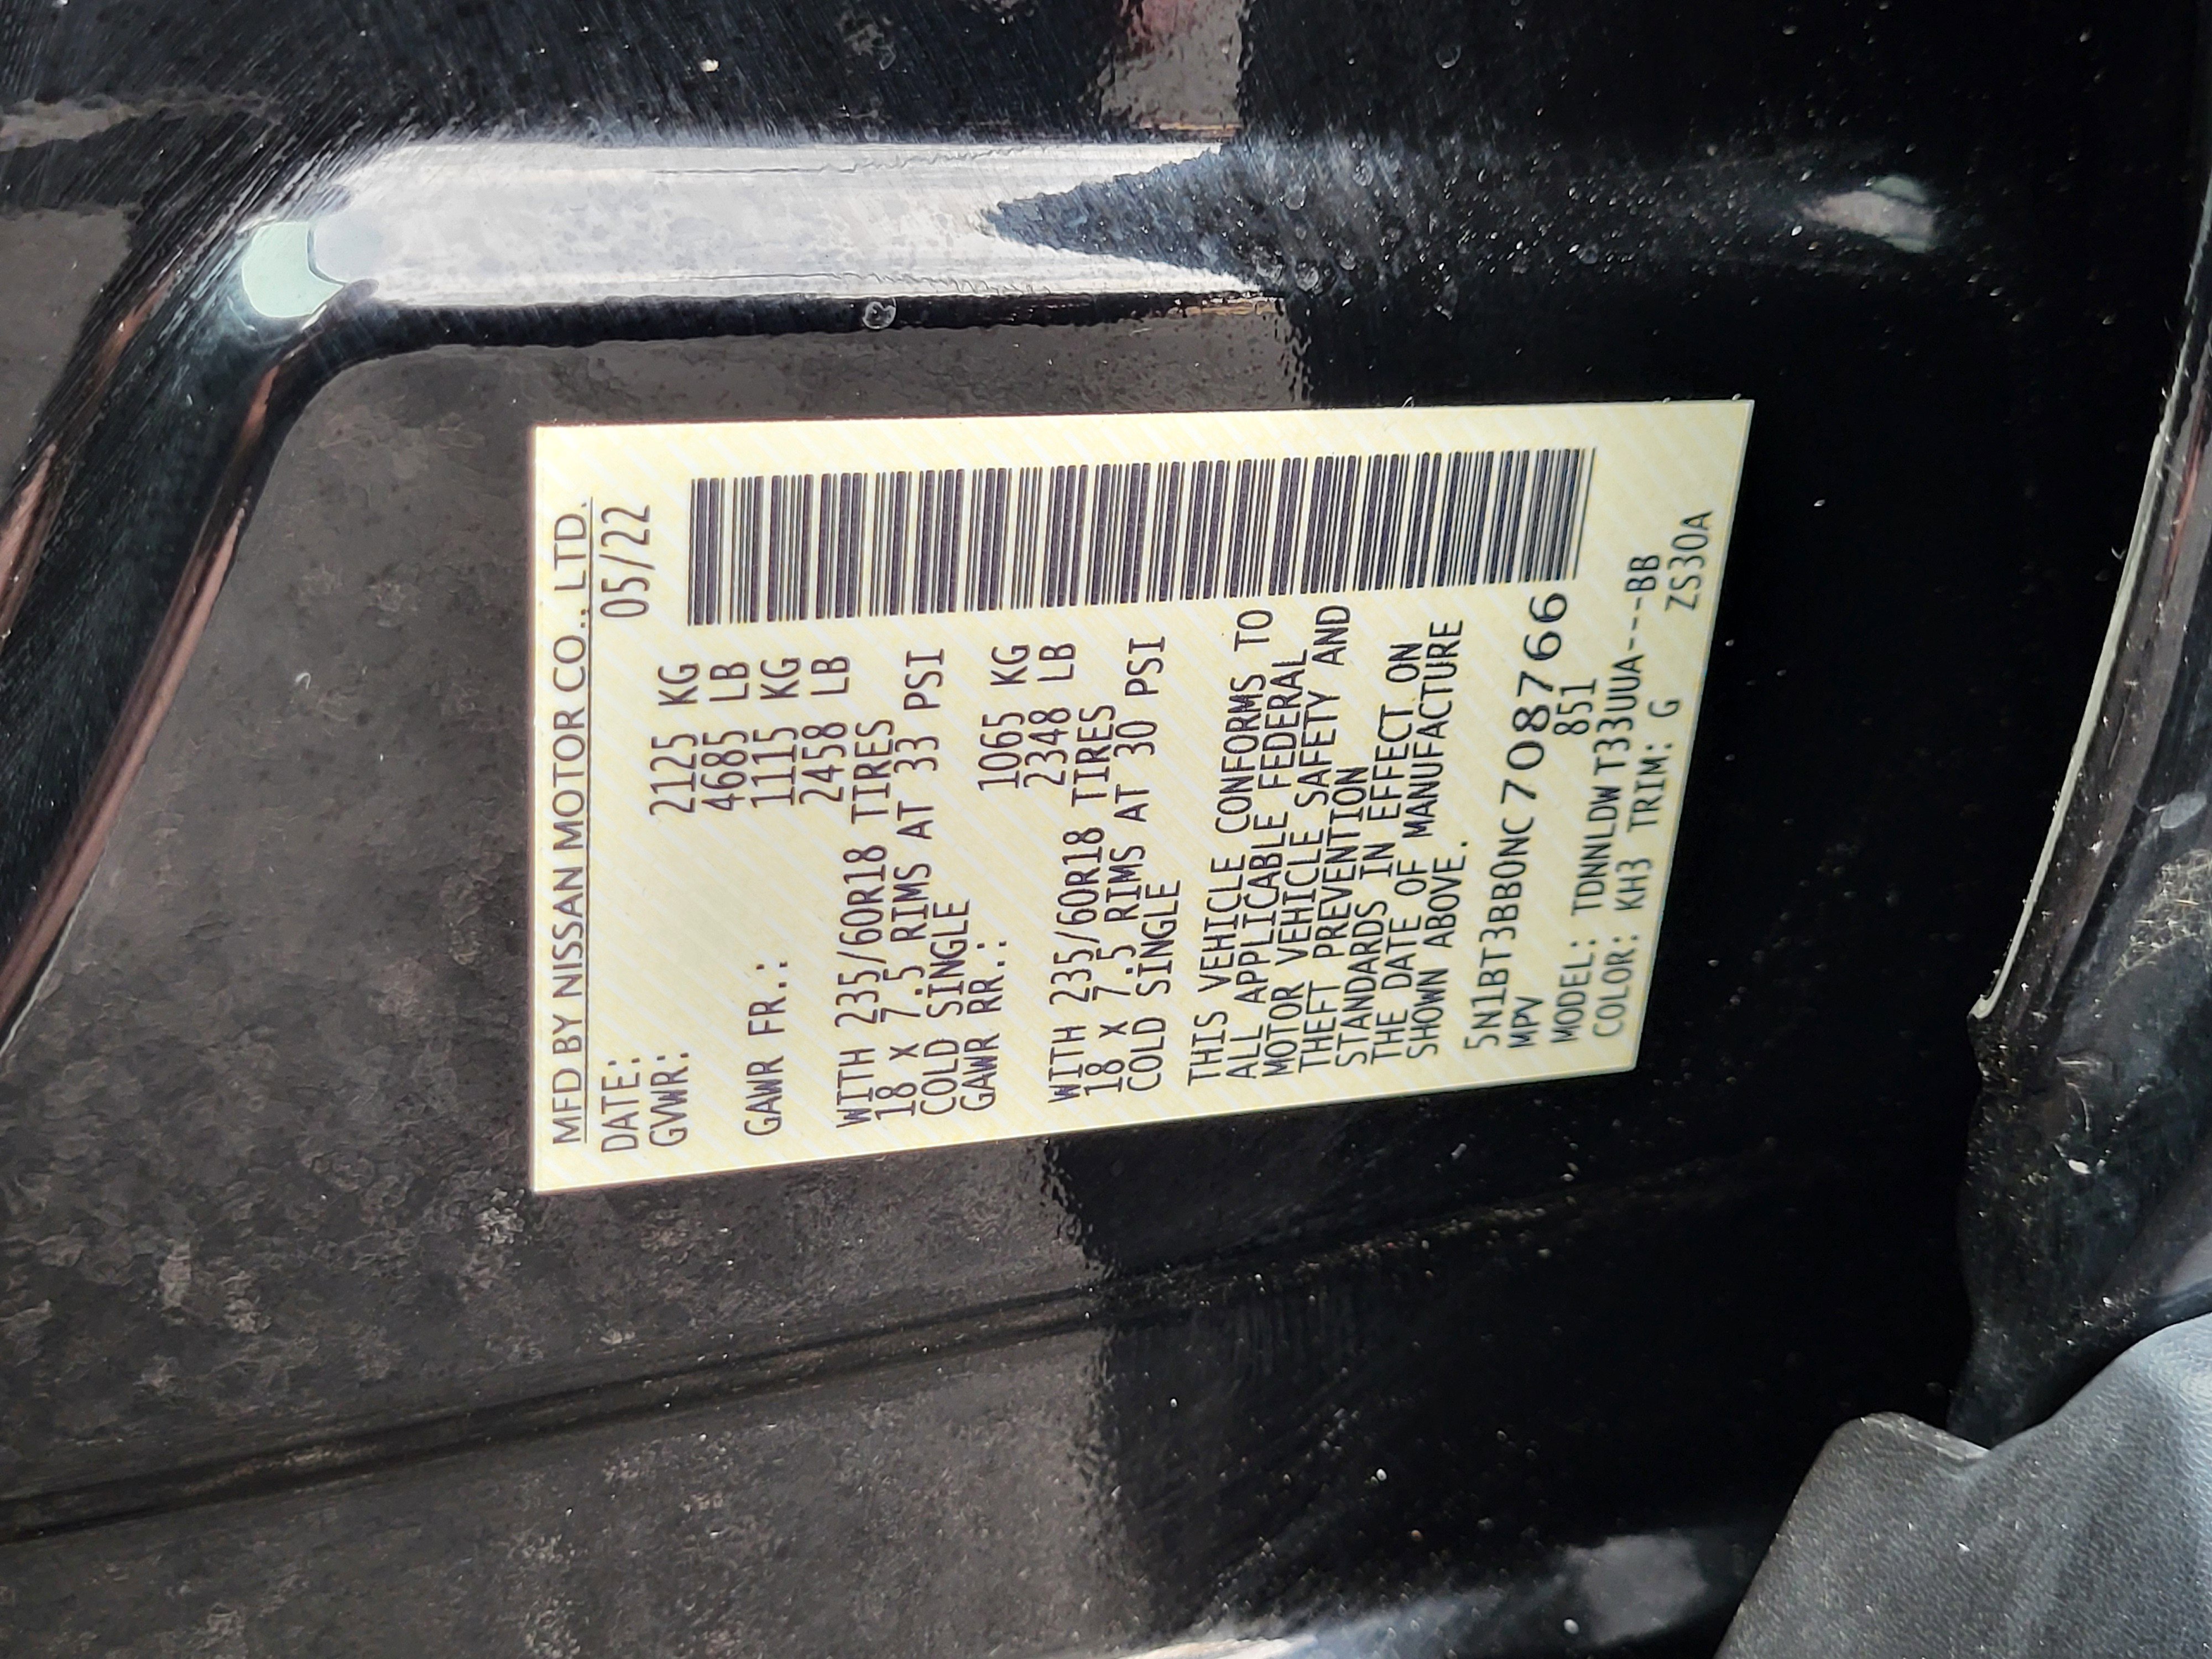 MFD BY NISSAN MOTOR CO., LTD.
DATE: 05/22
GVWR: 2125 KG
4685 LB
GAWR FR.: 1115 KG
2458 LB
WITH 235/60R18 TIRES
18 X 7.5 RIMS AT 33 PSI
COLD SINGLE
GAWR RR.: 1065 KG
2348 LB
WITH 235/60R18 TIRES
18 X 7.5 RIMS AT 30 PSI
COLD SINGLE
THIS VEHICLE CONFORMS TO
ALL APPLICABLE FEDERAL
MOTOR VEHICLE SAFETY AND
THEFT PREVENTION
STANDARDS IN EFFECT ON
THE DATE OF MANUFACTURE
SHOWN ABOVE.
5N1BT3BB0NC708766
MPV 851
MODEL: TDNNLDW T33UUA---BB
COLOR: KH3 TRIM: G ZS30A